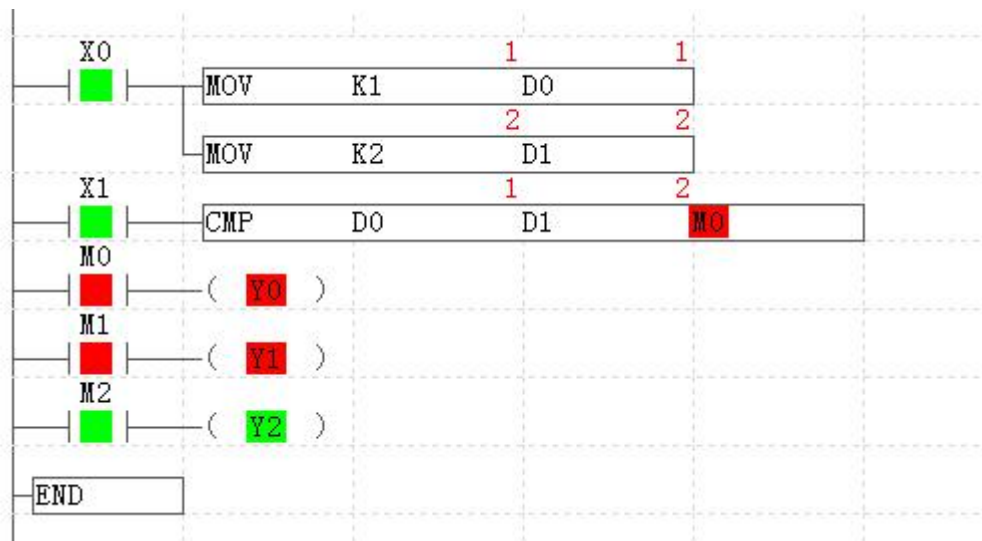 X0 1 1
MOV K1 D0
2 2
MOV K2 D1
X1 1 2
CMP D0 D1 M0
M0
( Y0 )
M1
( Y1 )
M2
( Y2 )
END